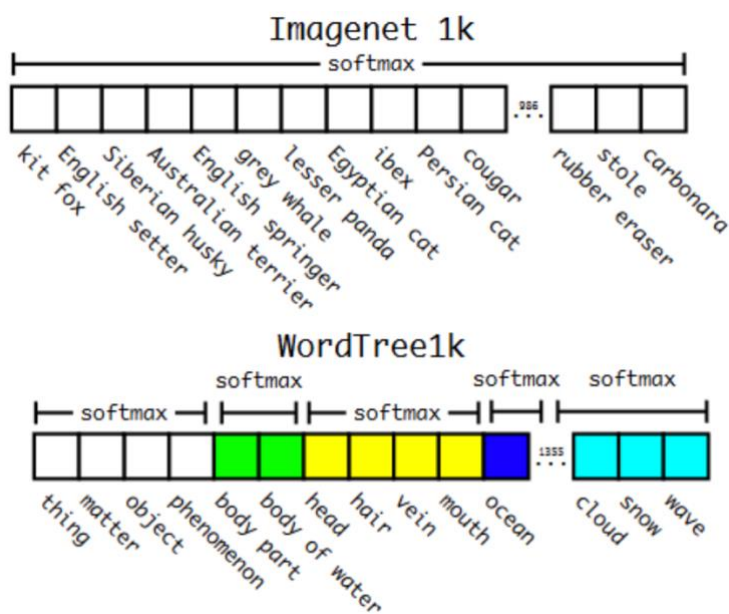 Imagenet 1k
softmax
986
...
kit fox
English setter
Siberian husky
Australian terrier
English springer
grey whale
lesser panda
Egyptian cat
ibex
Persian cat
cougar
rubber eraser
stole
carbonara
WordTree1k
softmax
softmax
softmax
softmax
softmax
1355
...
thing
matter
object
phenomenon
body part
body of water
head
hair
vein
mouth
ocean
cloud
snow
wave